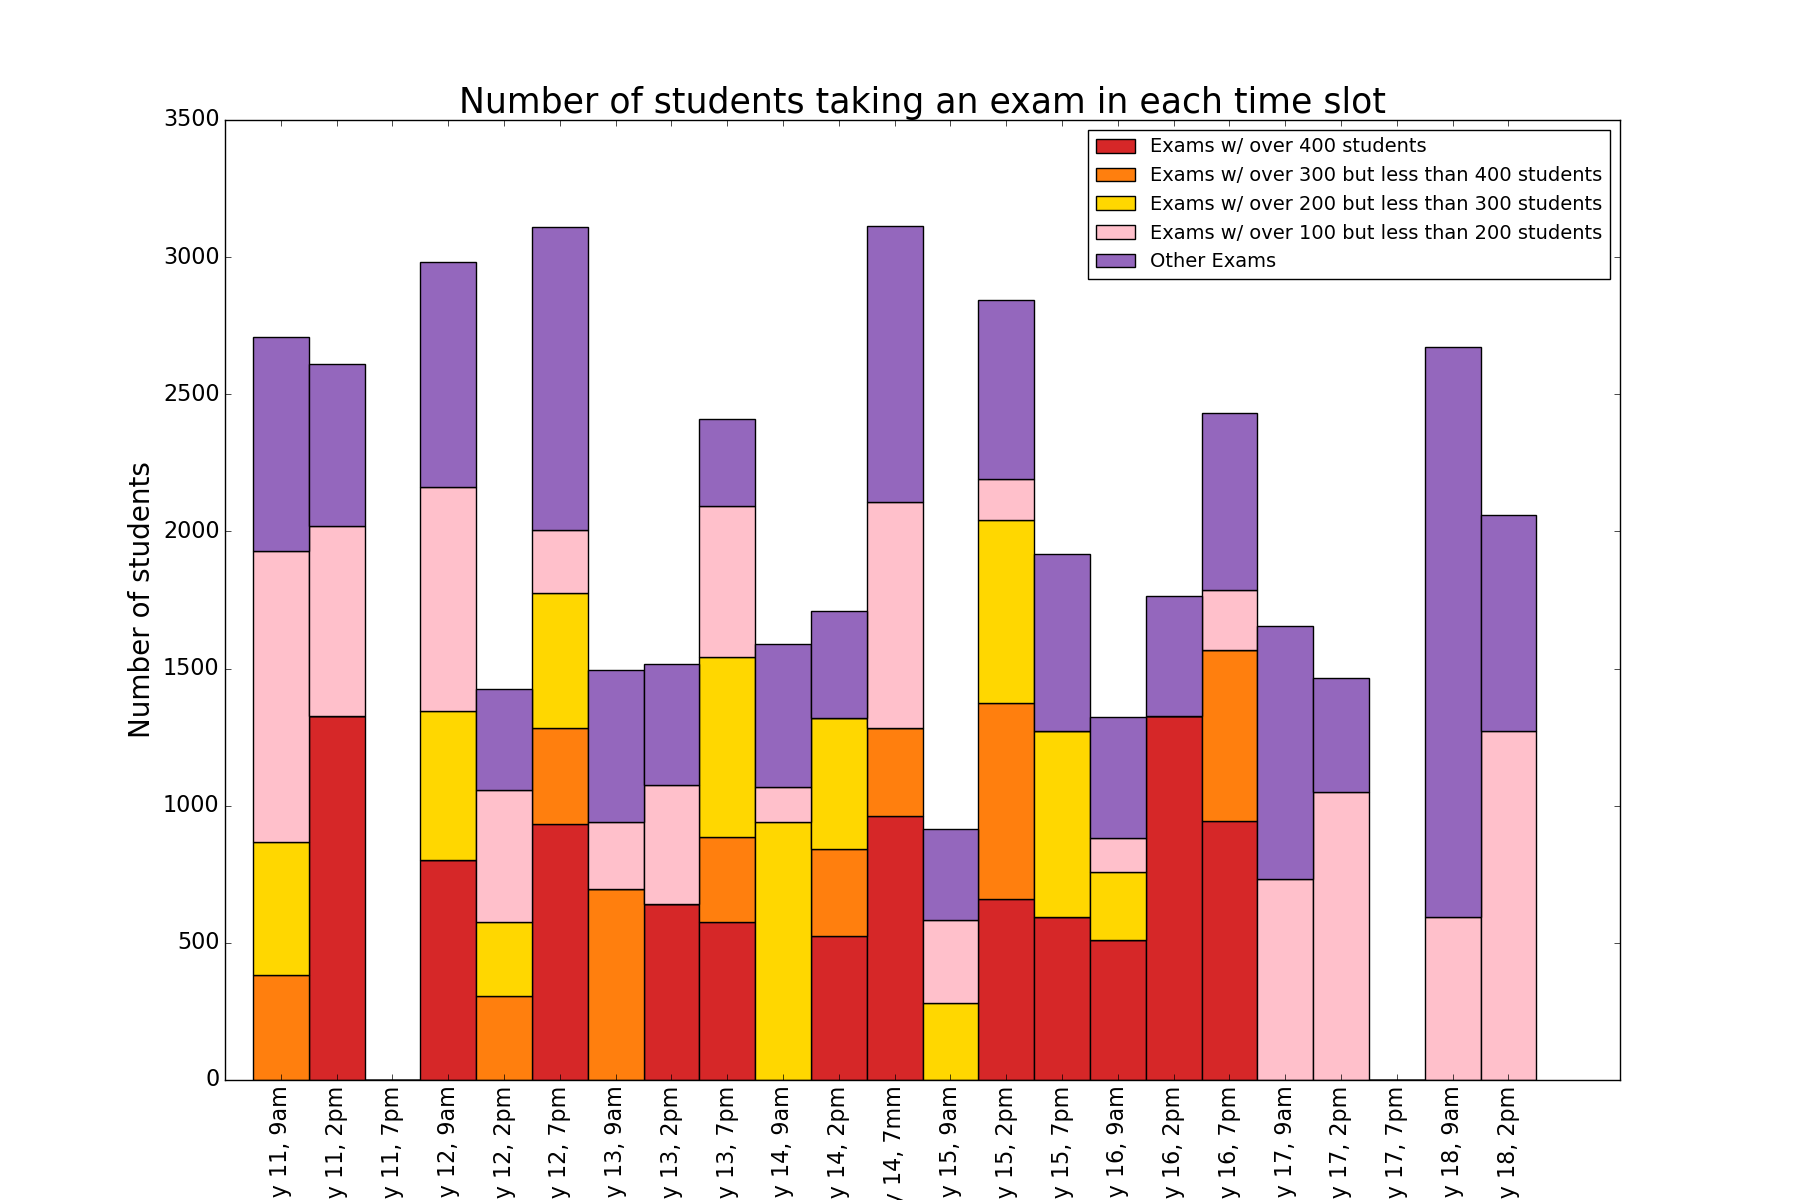 Number of students taking an exam in each time slot
Exams w/ over 400 students
Exams w/ over 300 but less than 400 students
Exams w/ over 200 but less than 300 students
Exams w/ over 100 but less than 200 students
Other Exams
Number of students
3500
3000
2500
2000
1500
1000
500
0
y 11, 9am
y 11, 2pm
y 11, 7pm
y 12, 9am
y 12, 2pm
y 12, 7pm
y 13, 9am
y 13, 2pm
y 13, 7pm
y 14, 9am
y 14, 2pm
y 14, 7mm
y 15, 9am
y 15, 2pm
y 15, 7pm
y 16, 9am
y 16, 2pm
y 16, 7pm
y 17, 9am
y 17, 2pm
y 17, 7pm
y 18, 9am
y 18, 2pm